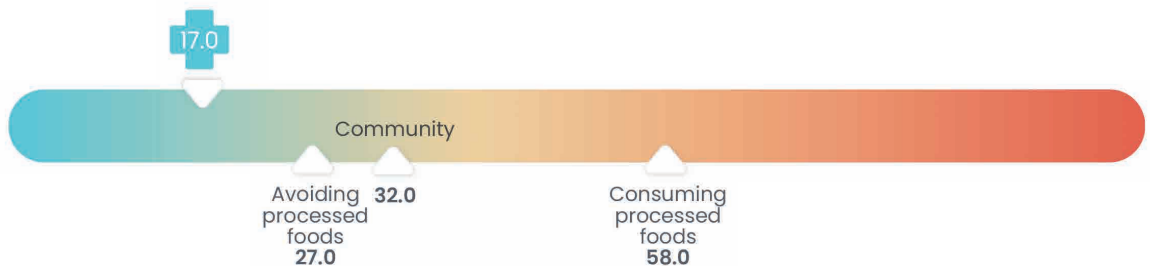 17.0
Community
Avoiding
processed
foods
27.0
32.0
Consuming
processed
foods
58.0